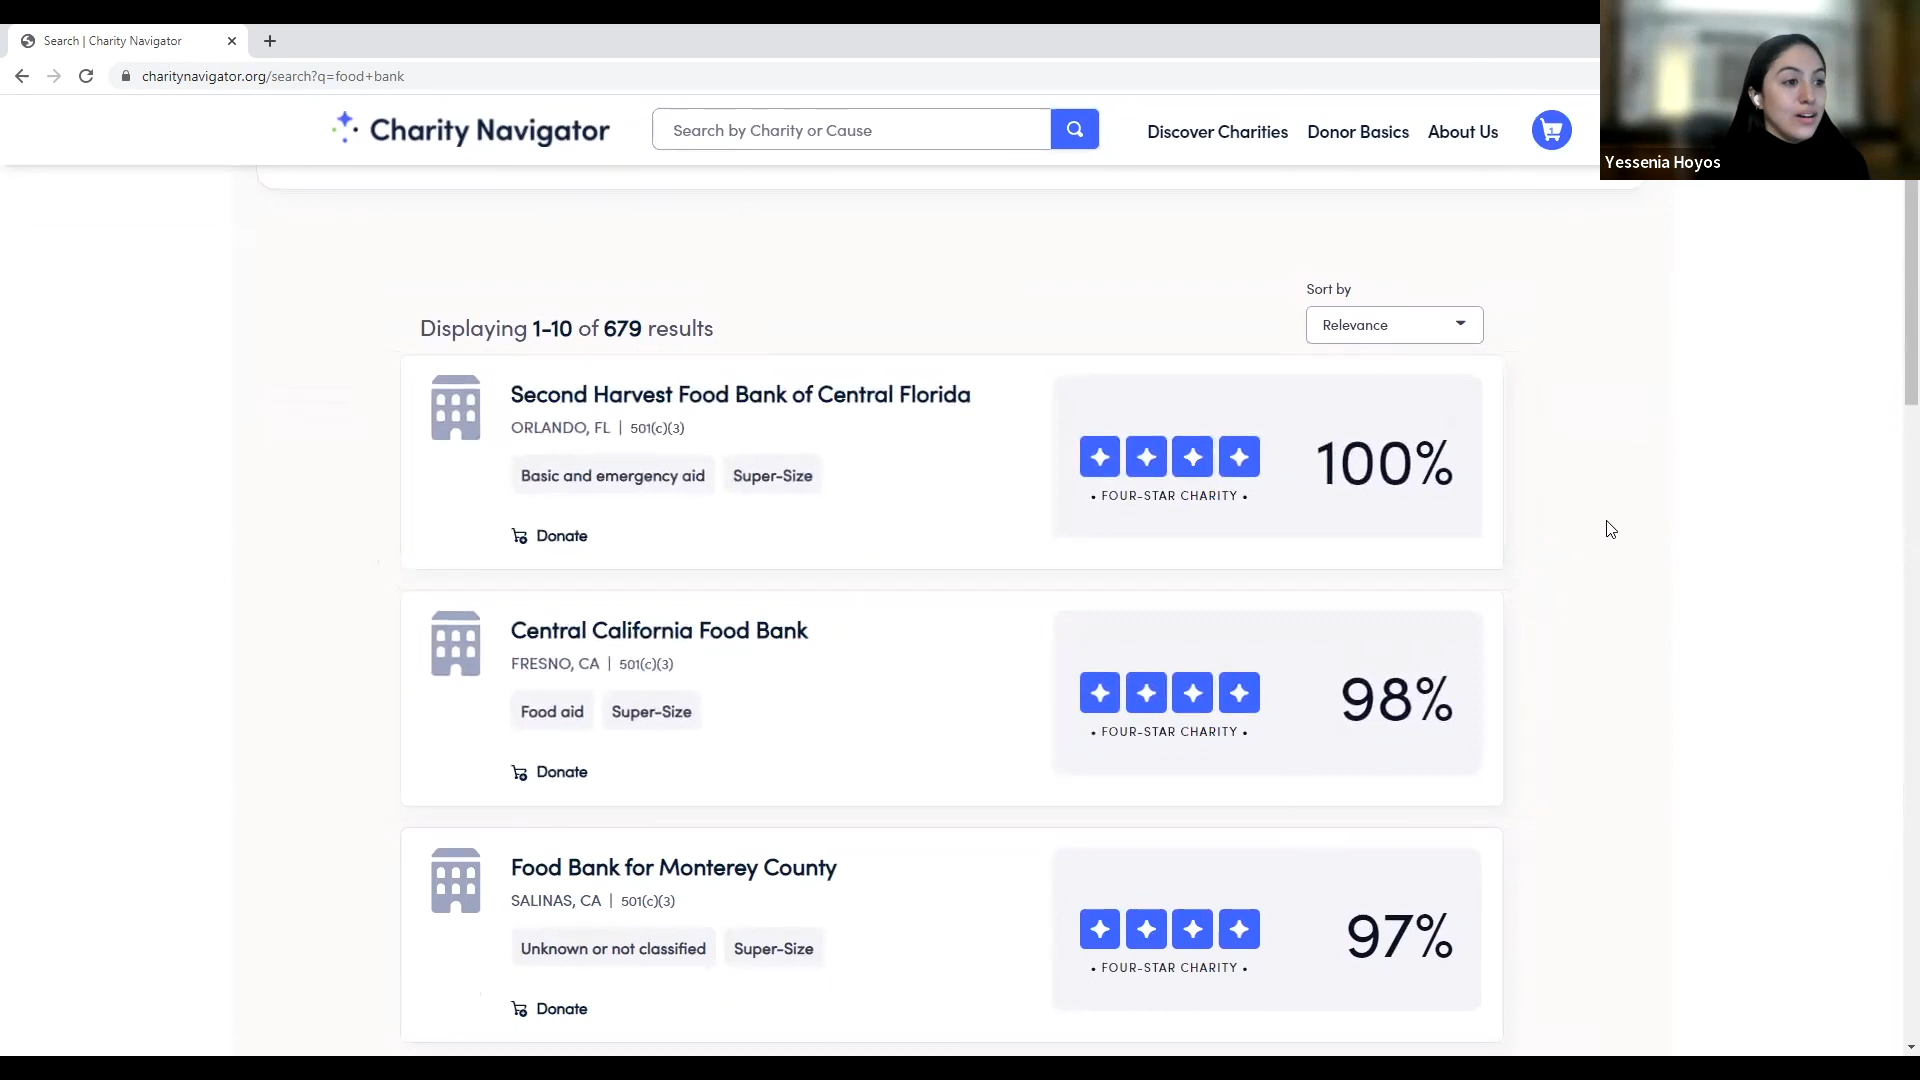 Search | Charity Navigator
charitynavigator.org/search?q=food+bank
Charity Navigator
Search by Charity or Cause
Discover Charities
Donor Basics
About Us
1
Yessenia Hoyos
Sort by
Displaying 1-10 of 679 results
Relevance
Second Harvest Food Bank of Central Florida
ORLANDO, FL | 501(c)(3)
Basic and emergency aid
Super-Size
Donate
• FOUR-STAR CHARITY •
100%
Central California Food Bank
FRESNO, CA | 501(c)(3)
Food aid
Super-Size
Donate
• FOUR-STAR CHARITY •
98%
Food Bank for Monterey County
SALINAS, CA | 501(c)(3)
Unknown or not classified
Super-Size
Donate
• FOUR-STAR CHARITY •
97%